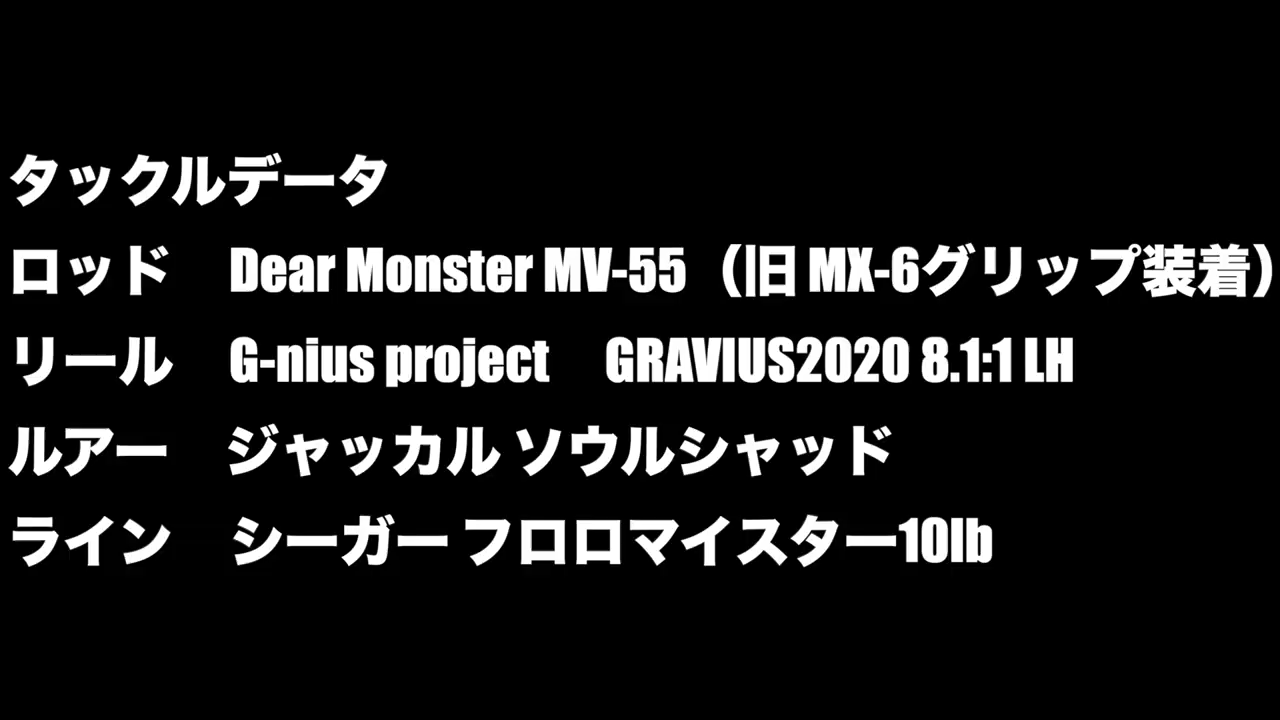 タックルデータ
ロッド　Dear Monster MV-55（旧 MX-6グリップ装着）
リール　G-nius project　GRAVIUS2020 8.1:1 LH
ルアー　ジャッカル ソウルシャッド
ライン　シーガー フロロマイスター10lb